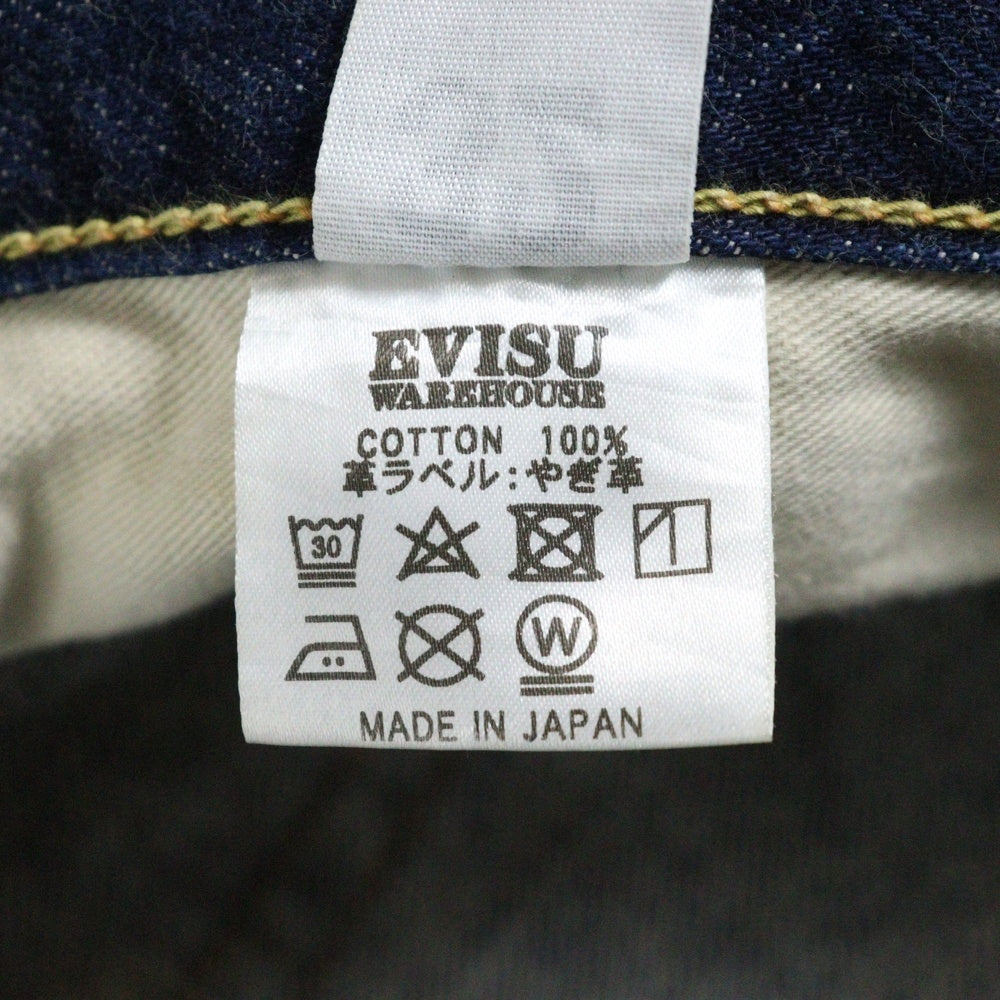 EVISU
WAREHOUSE
COTTON 100%
革ラベル:やぎ革
30
W
MADE IN JAPAN